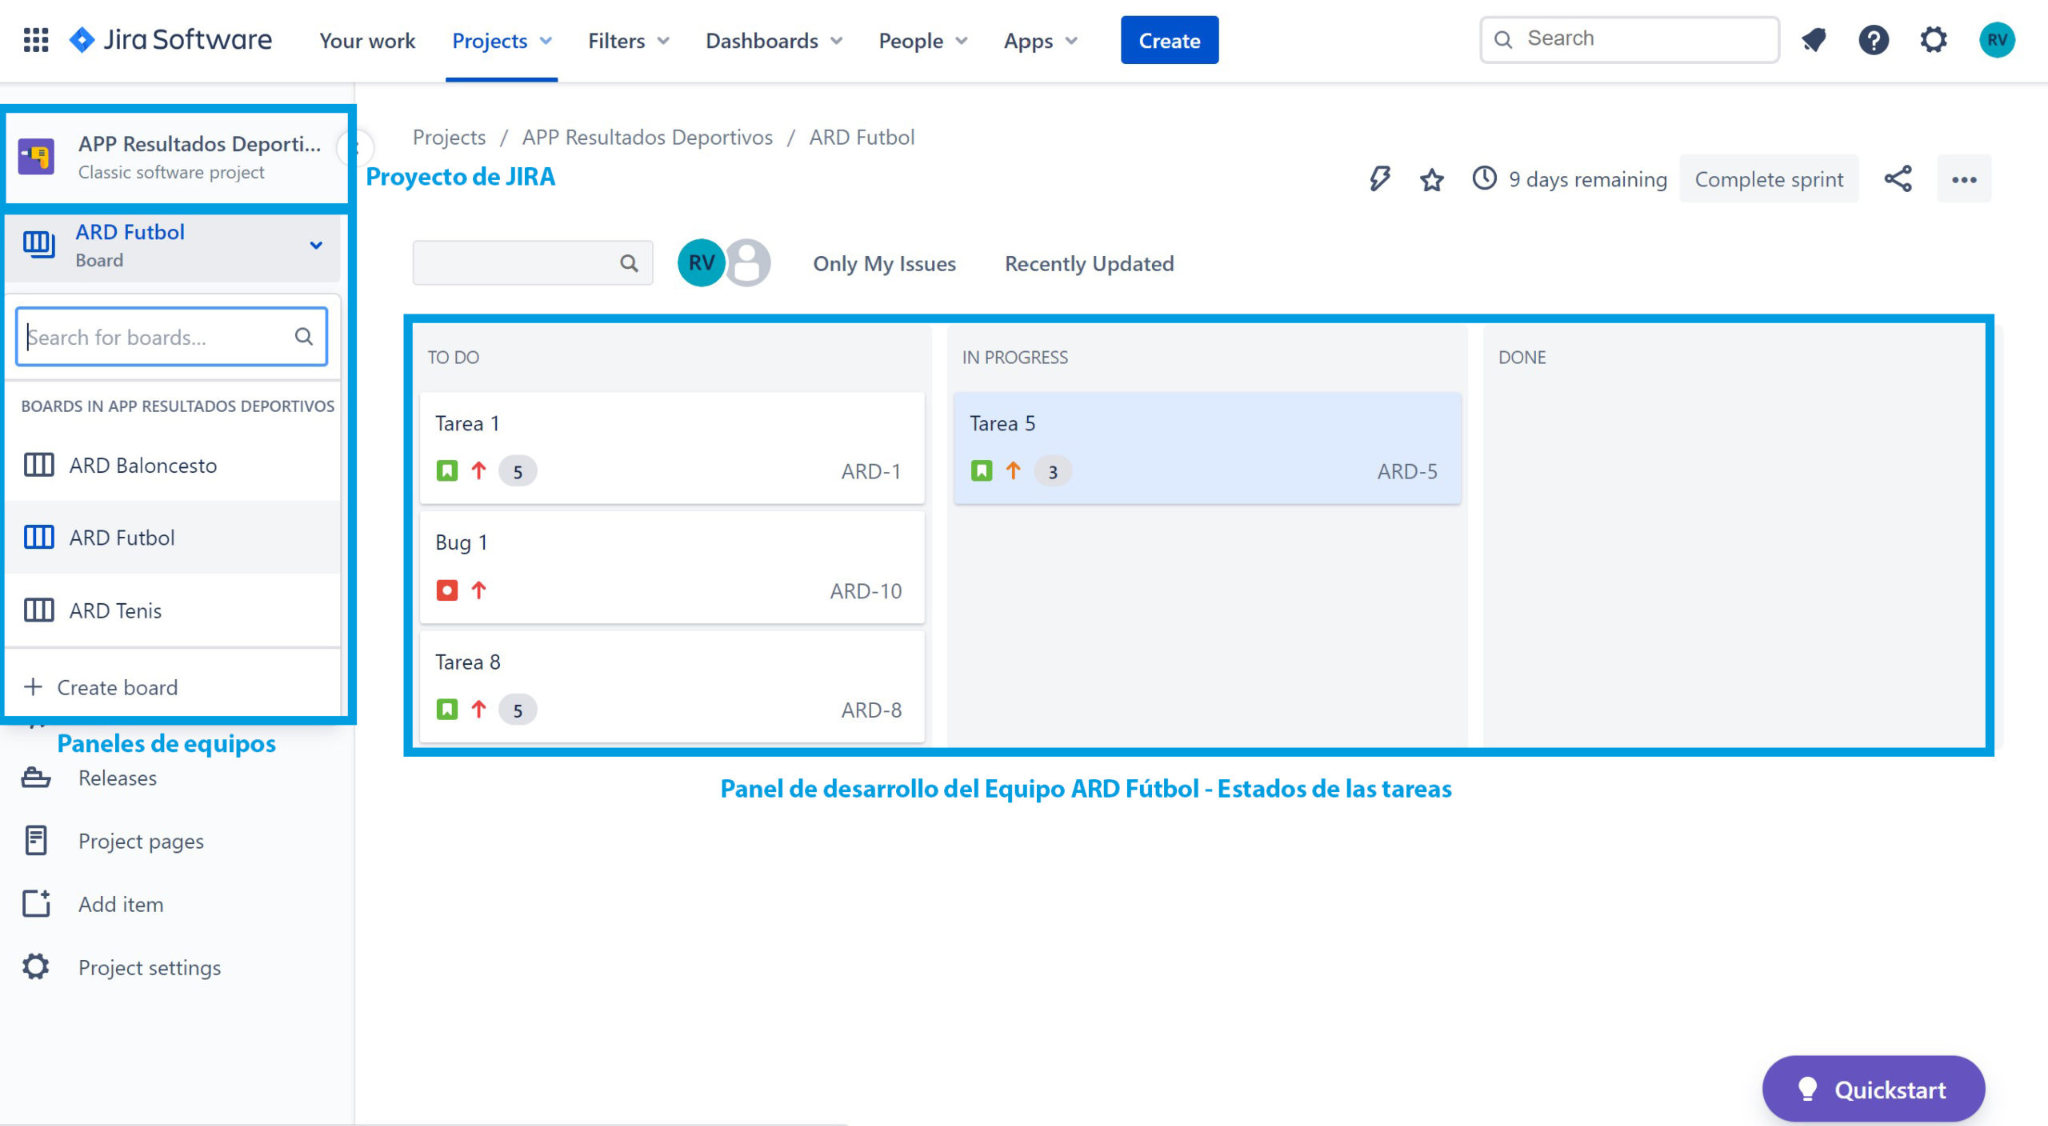 Jira Software
Your work
Projects
Filters
Dashboards
People
Apps
Create
Search
RV
APP Resultados Deporti...
Classic software project
Proyecto de JIRA
ARD Futbol
Board
Search for boards...
BOARDS IN APP RESULTADOS DEPORTIVOS
ARD Baloncesto
ARD Futbol
ARD Tenis
+ Create board
Paneles de equipos
Releases
Project pages
Add item
Project settings
Projects / APP Resultados Deportivos / ARD Futbol
9 days remaining
Complete sprint
RV
Only My Issues
Recently Updated
TO DO
Tarea 1
5
ARD-1
Bug 1
ARD-10
Tarea 8
5
ARD-8
IN PROGRESS
Tarea 5
3
ARD-5
DONE
Panel de desarrollo del Equipo ARD Fútbol - Estados de las tareas
Quickstart